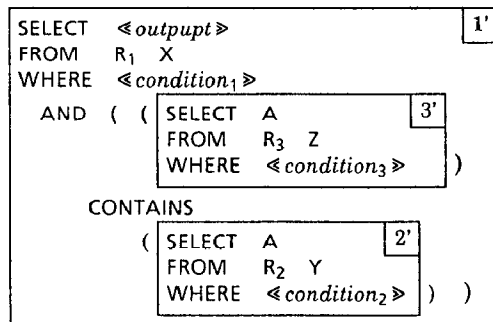 SELECT ≪outpupt≫ 1'
FROM R₁ X
WHERE ≪condition₁≫
AND ( ( SELECT A 3'
FROM R₃ Z
WHERE ≪condition₃≫ )
CONTAINS
( SELECT A 2'
FROM R₂ Y
WHERE ≪condition₂≫ ) )